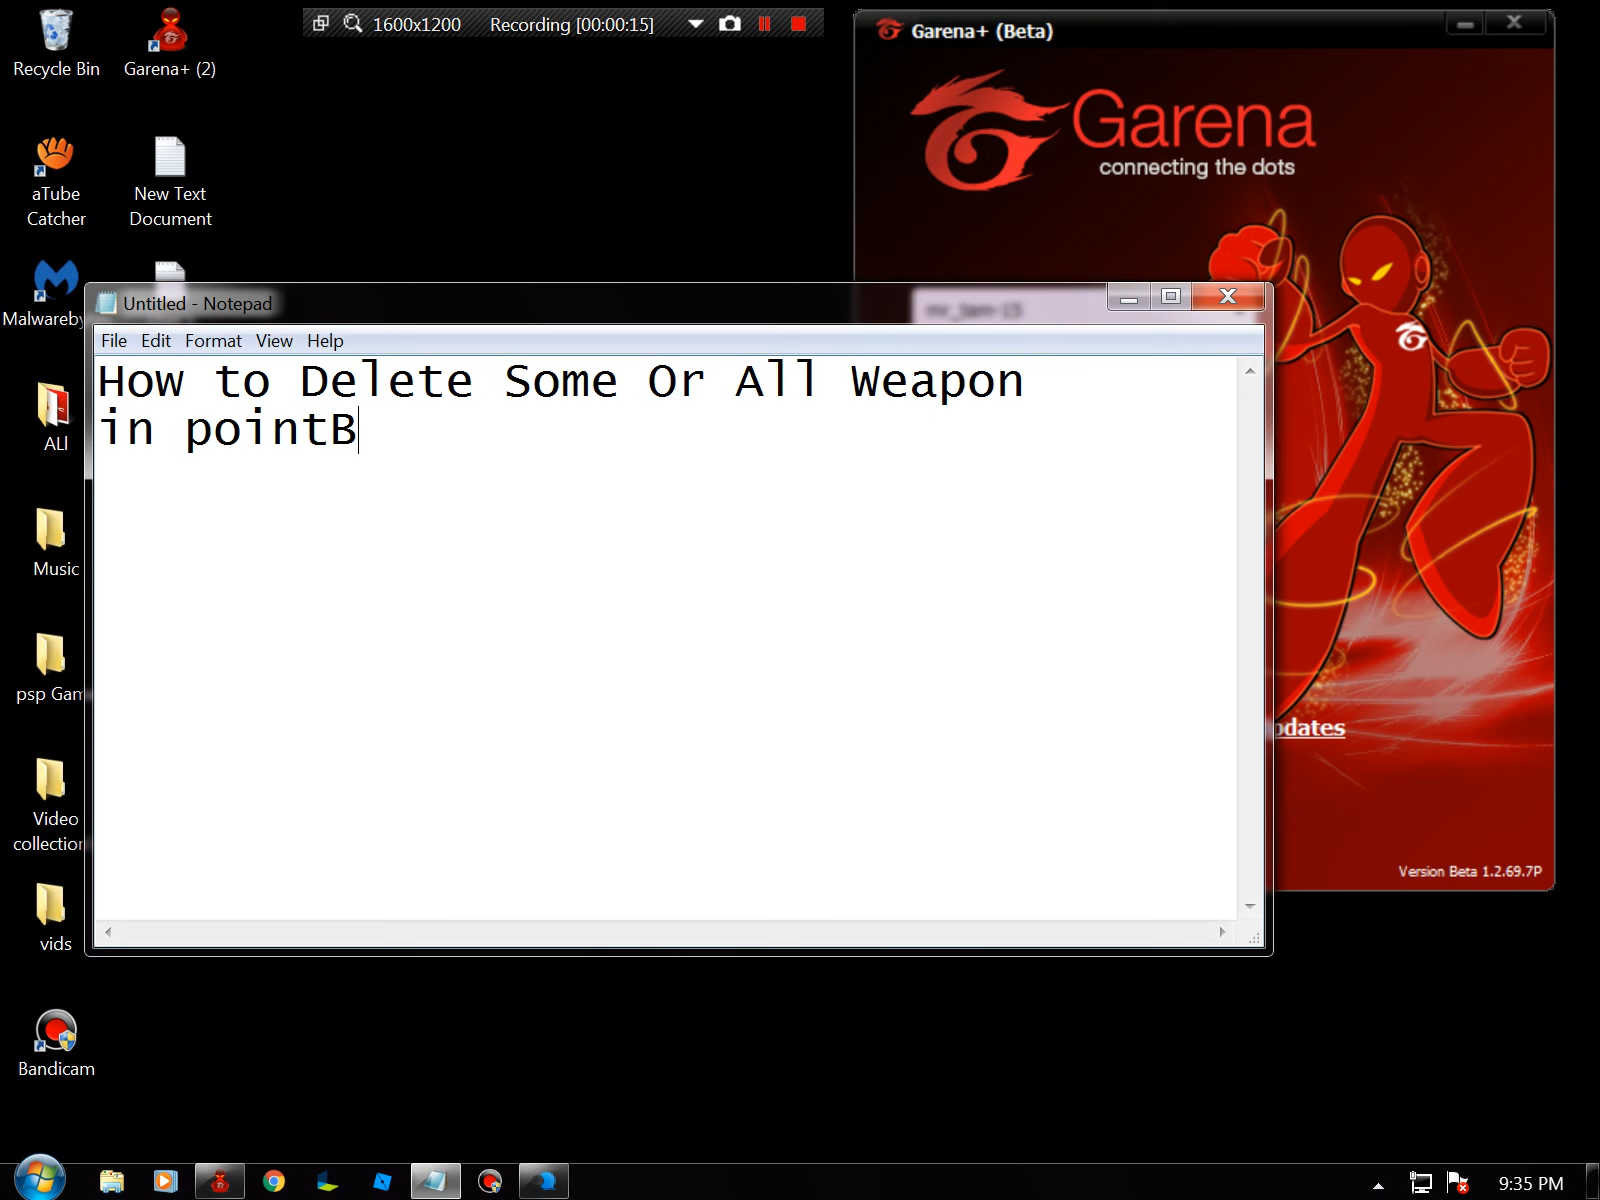 Recycle Bin
Garena+ (2)
1600x1200
Recording [00:00:15]
Garena+ (Beta)
Garena
connecting the dots
aTube
Catcher
New Text
Document
Malwareby
Untitled - Notepad
File Edit Format View Help
How to Delete Some Or All Weapon
in pointB
ALl
Music
psp Gam
Video
collection
vids
Bandicam
pdates
Version Beta 1.2.69.7P
9:35 PM